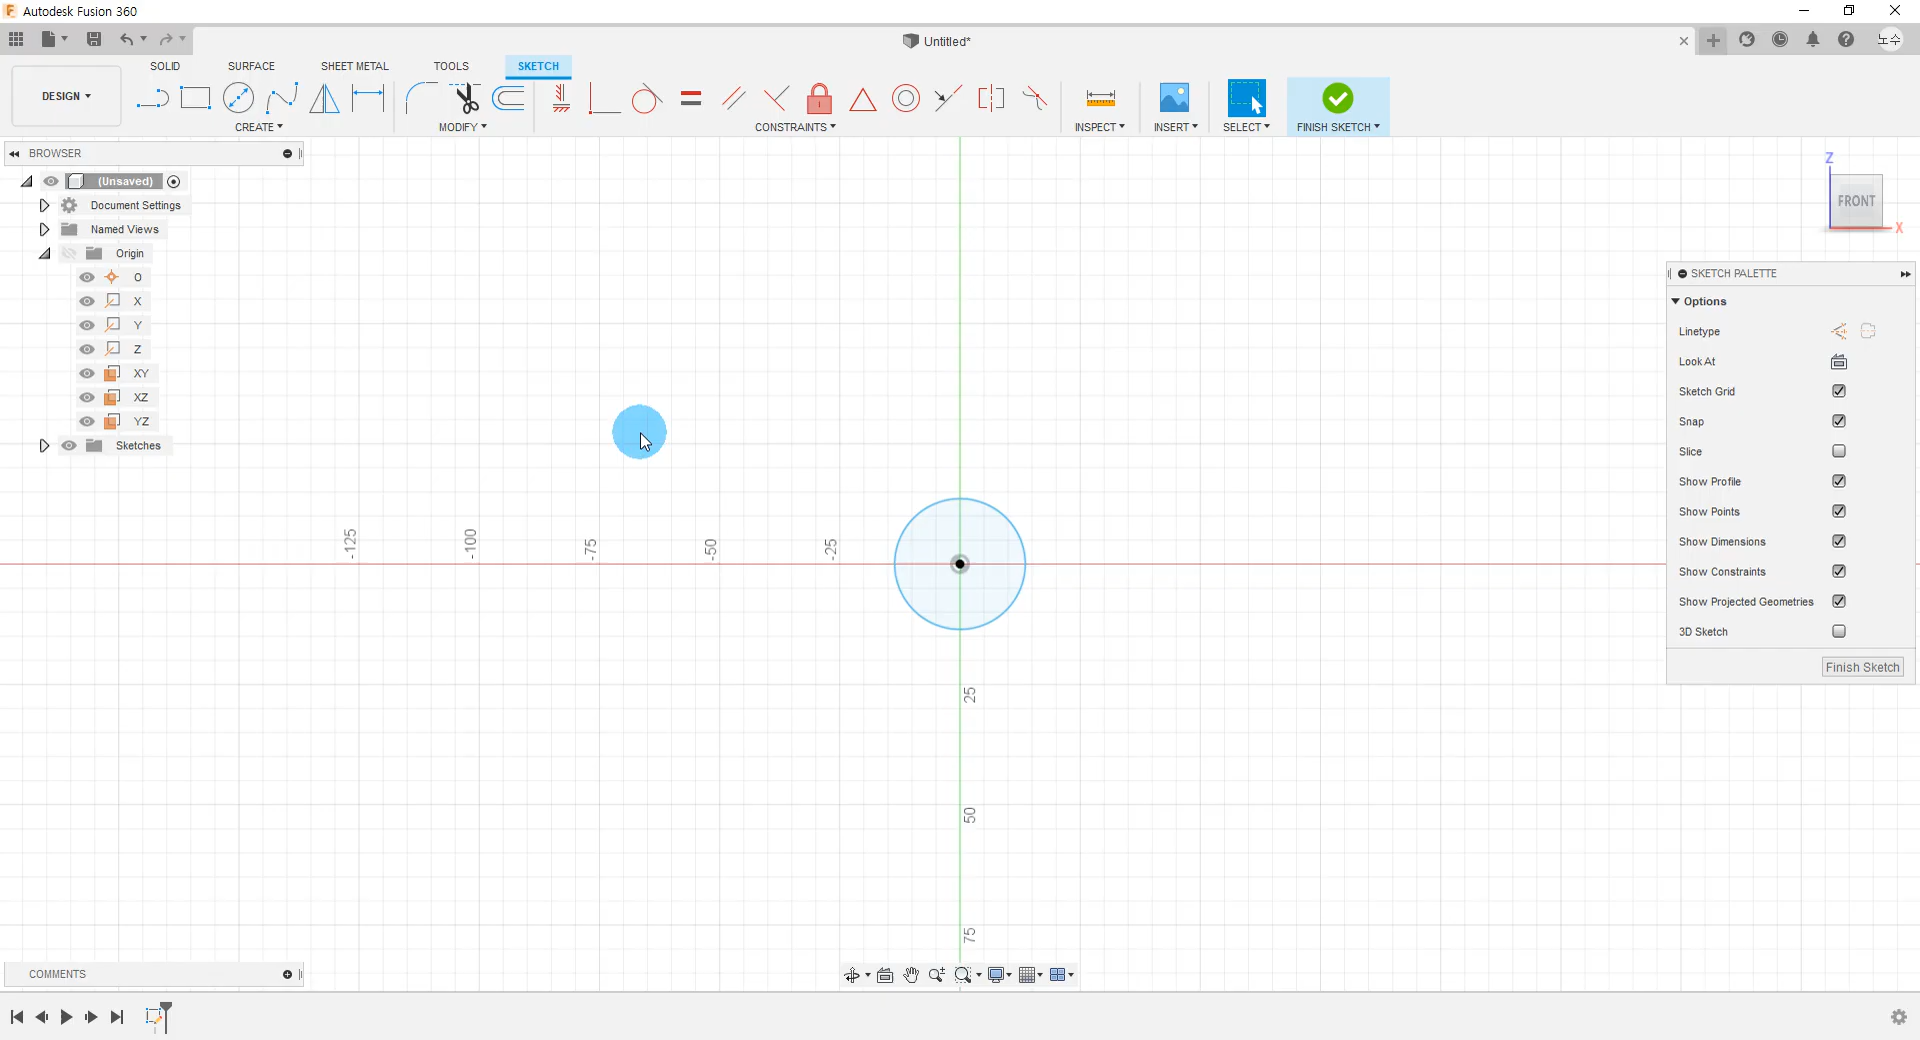 Autodesk Fusion 360
Untitled*
노수
SOLID
SURFACE
SHEET METAL
TOOLS
SKETCH
DESIGN
CREATE
MODIFY
CONSTRAINTS
INSPECT
INSERT
SELECT
FINISH SKETCH
BROWSER
(Unsaved)
Document Settings
Named Views
Origin
O
X
Y
Z
XY
XZ
YZ
Sketches
Z
FRONT
X
-125
-100
-75
-50
-25
25
50
75
SKETCH PALETTE
Options
Linetype
Look At
Sketch Grid
Snap
Slice
Show Profile
Show Points
Show Dimensions
Show Constraints
Show Projected Geometries
3D Sketch
Finish Sketch
COMMENTS